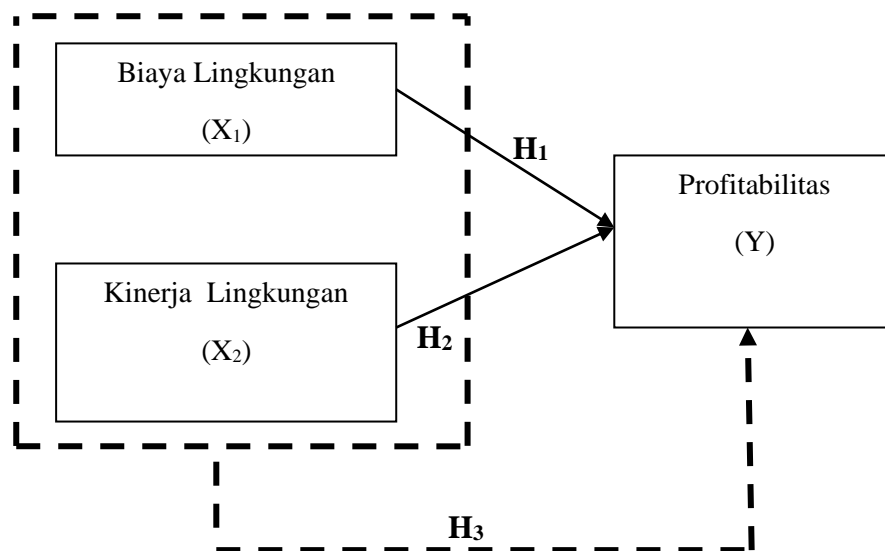 Biaya Lingkungan
(X₁)
H₁
Profitabilitas
(Y)
Kinerja Lingkungan
(X₂)
H₂
H₃